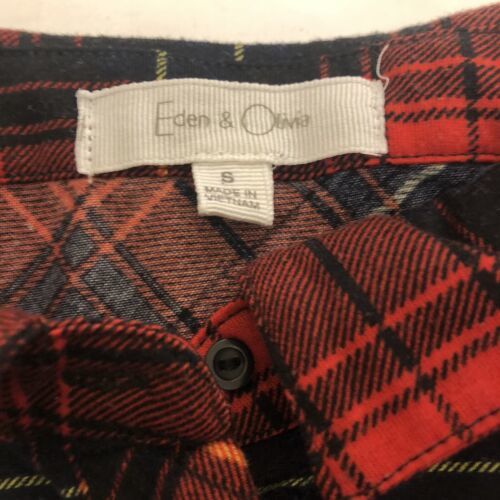 Eden & Olivia
S
MADE IN
VIETNAM